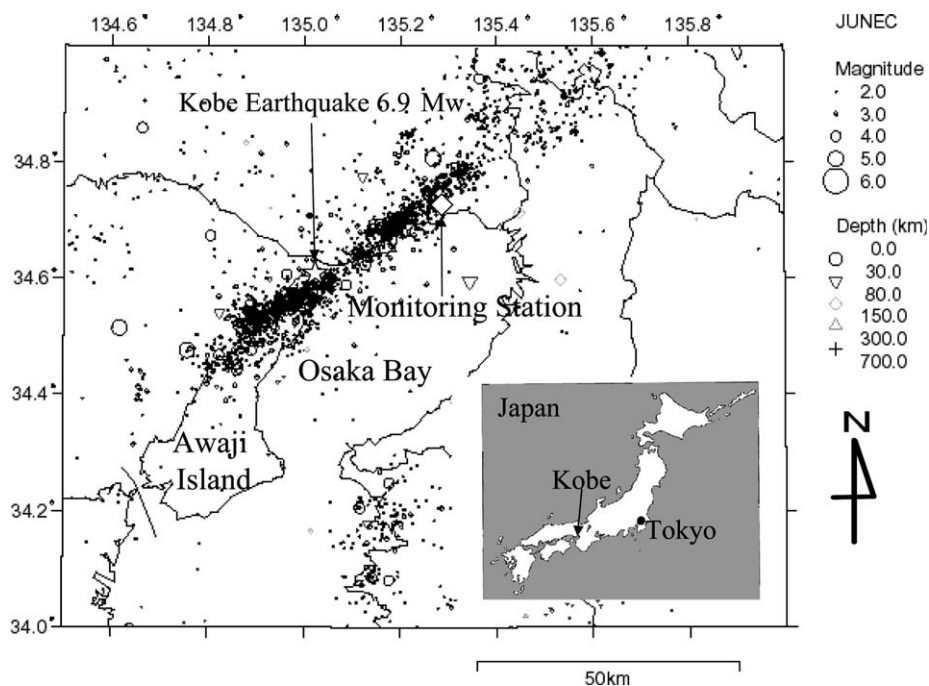 134.6 134.8 135.0 135.2 135.4 135.6 135.8
JUNEC
Magnitude
2.0
3.0
4.0
5.0
6.0
Depth (km)
0.0
30.0
80.0
150.0
300.0
700.0
N
34.8
34.6
34.4
34.2
34.0
Kobe Earthquake 6.9 Mw
Monitoring Station
Osaka Bay
Awaji
Island
Japan
Kobe
Tokyo
50km